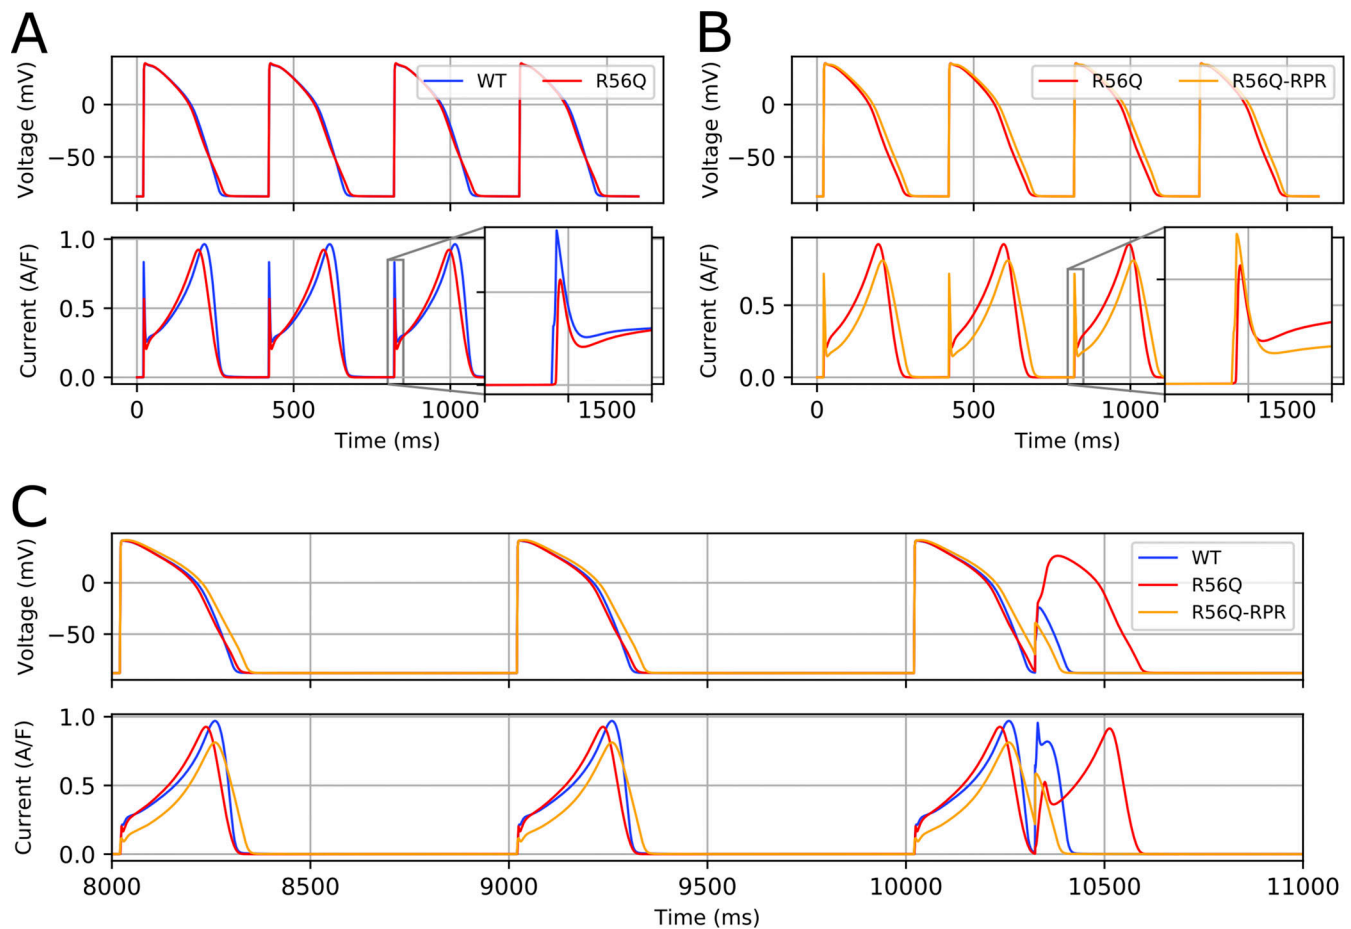 A
Voltage (mV)
0
−50
WT R56Q
Current (A/F)
1.0
0.5
0.0
0 500 1000 1500
Time (ms)
B
Voltage (mV)
0
−50
R56Q R56Q-RPR
Current (A/F)
0.5
0.0
0 500 1000 1500
Time (ms)
C
Voltage (mV)
0
−50
WT
R56Q
R56Q-RPR
Current (A/F)
1.0
0.5
0.0
8000 8500 9000 9500 10000 10500 11000
Time (ms)